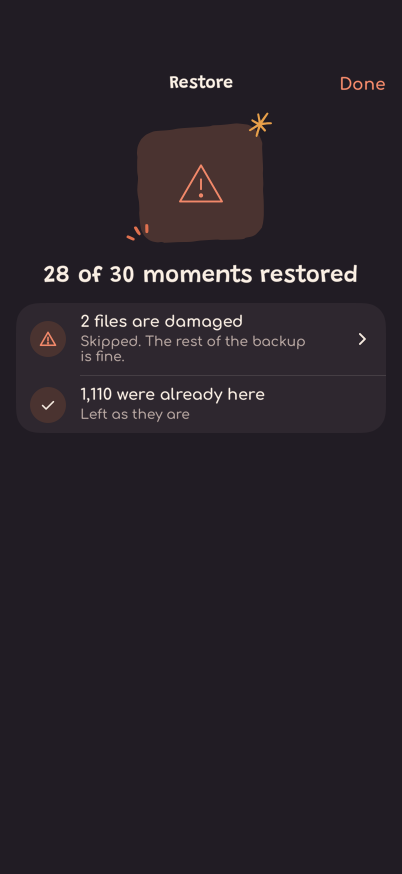 Restore
Done
28 of 30 moments restored
2 files are damaged
Skipped. The rest of the backup
is fine.
1,110 were already here
Left as they are